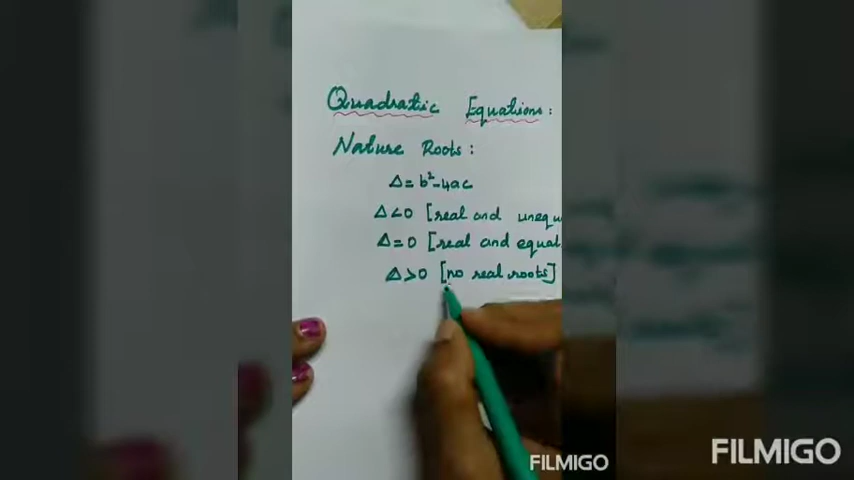 Quadratic Equations:
Nature Roots:
Δ= b²-4ac
Δ<0 [real and unequ
Δ=0 [real and equal
Δ>0 [no real roots]
FILMIGO
FILMIGO